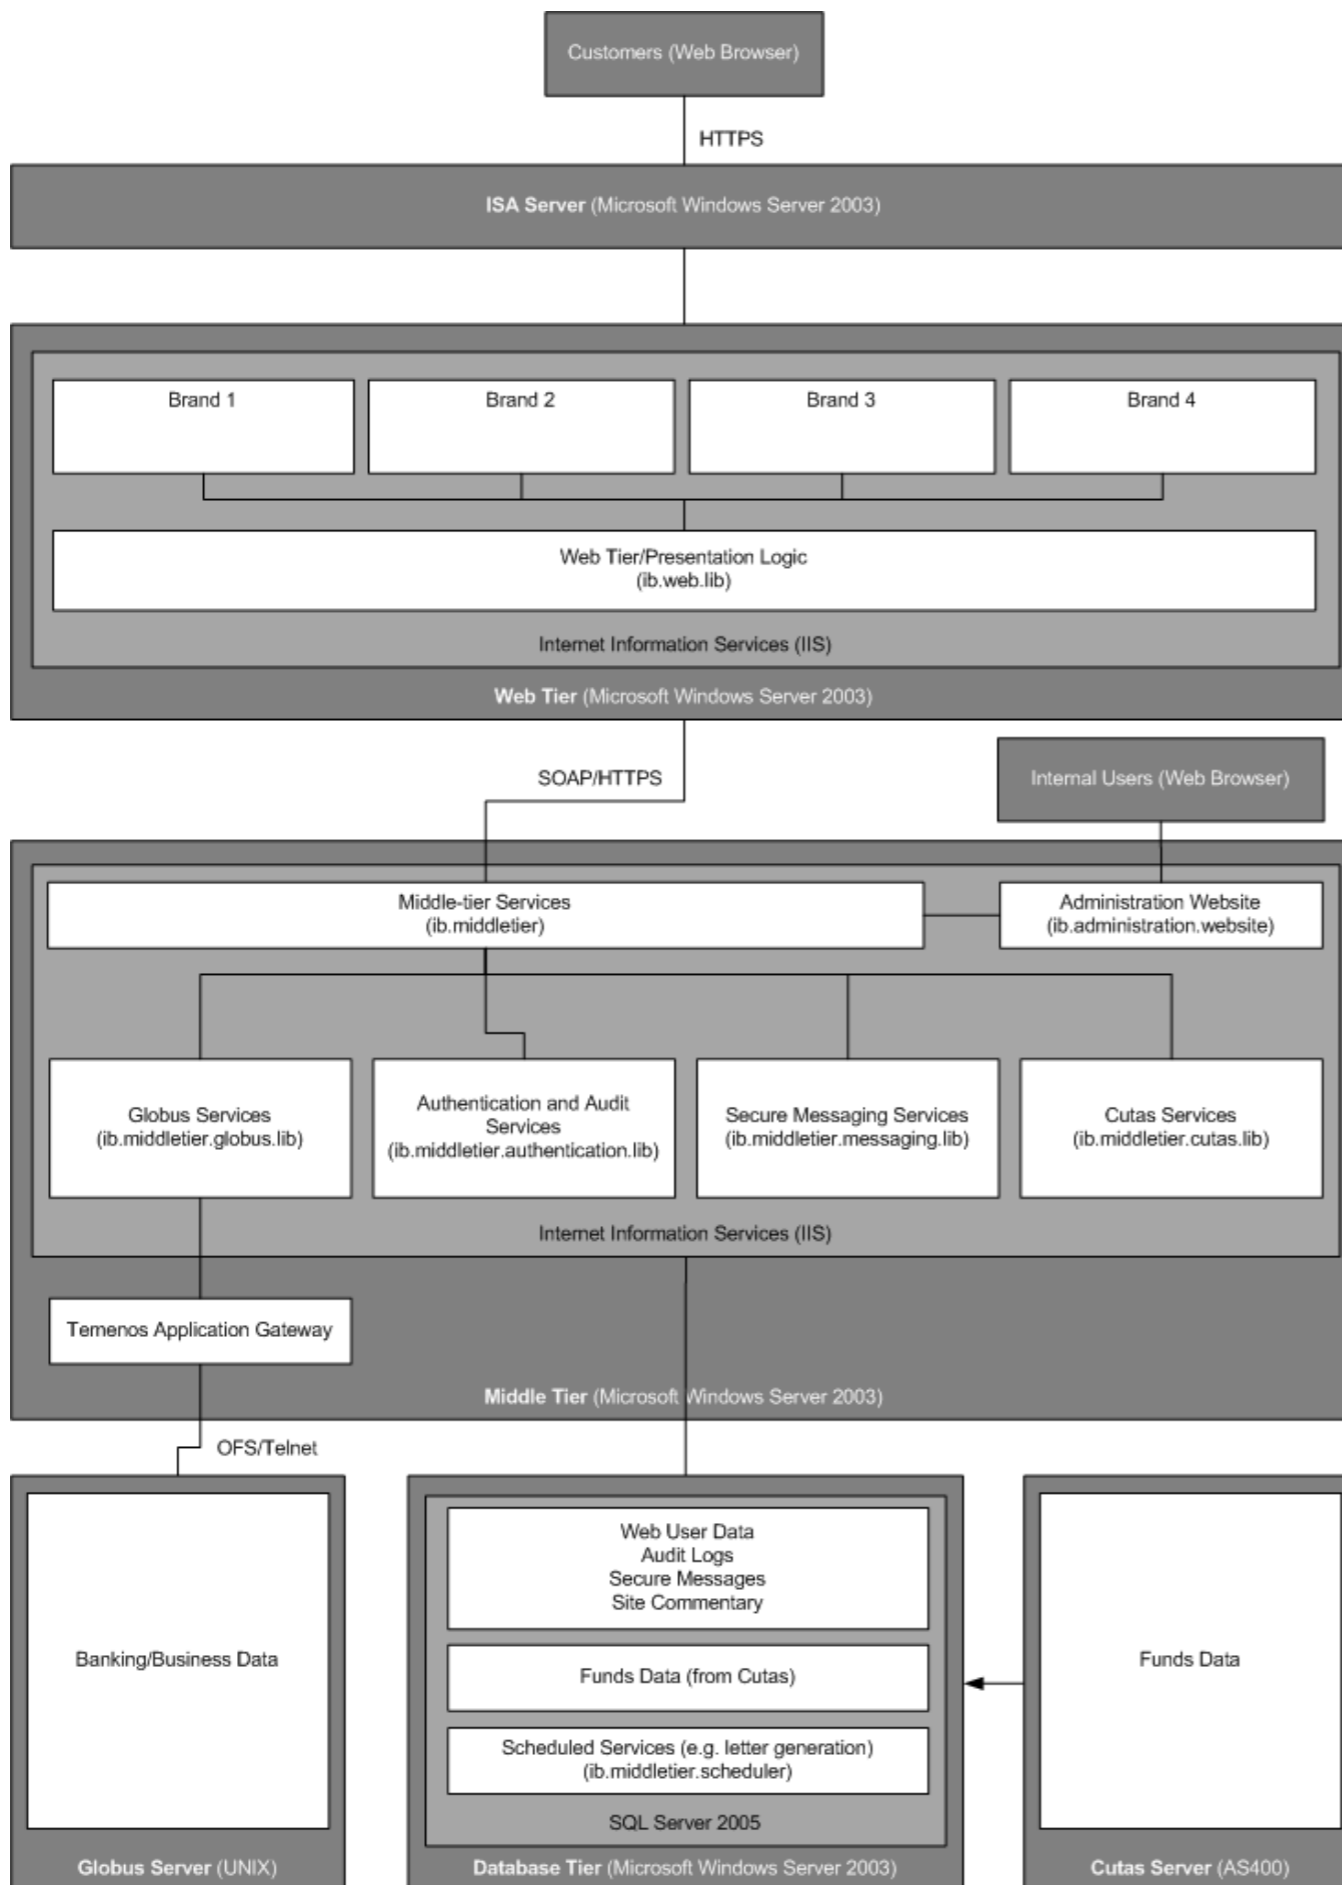 Customers (Web Browser)
HTTPS
ISA Server (Microsoft Windows Server 2003)
Brand 1
Brand 2
Brand 3
Brand 4
Web Tier/Presentation Logic
(ib.web.lib)
Internet Information Services (IIS)
Web Tier (Microsoft Windows Server 2003)
SOAP/HTTPS
Internal Users (Web Browser)
Middle-tier Services
(ib.middletier)
Administration Website
(ib.administration.website)
Globus Services
(ib.middletier.globus.lib)
Authentication and Audit
Services
(ib.middletier.authentication.lib)
Secure Messaging Services
(ib.middletier.messaging.lib)
Cutas Services
(ib.middletier.cutas.lib)
Internet Information Services (IIS)
Temenos Application Gateway
Middle Tier (Microsoft Windows Server 2003)
OFS/Telnet
Banking/Business Data
Globus Server (UNIX)
Web User Data
Audit Logs
Secure Messages
Site Commentary
Funds Data (from Cutas)
Scheduled Services (e.g. letter generation)
(ib.middletier.scheduler)
SQL Server 2005
Database Tier (Microsoft Windows Server 2003)
Funds Data
Cutas Server (AS400)